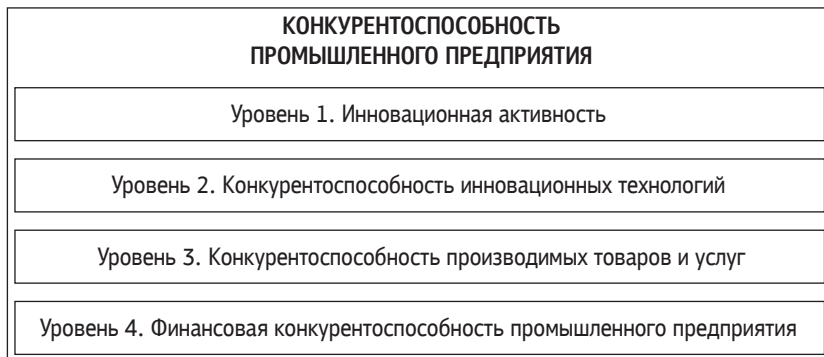 КОНКУРЕНТОСПОСОБНОСТЬ
ПРОМЫШЛЕННОГО ПРЕДПРИЯТИЯ
Уровень 1. Инновационная активность
Уровень 2. Конкурентоспособность инновационных технологий
Уровень 3. Конкурентоспособность производимых товаров и услуг
Уровень 4. Финансовая конкурентоспособность промышленного предприятия